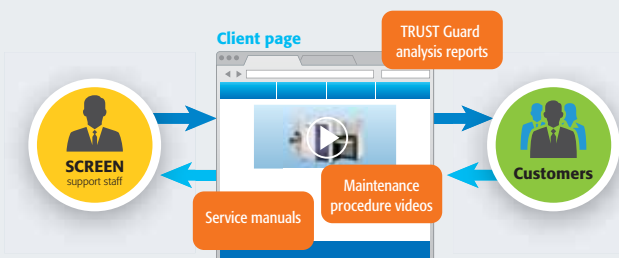 Client page
TRUST Guard
analysis reports
SCREEN
support staff
Customers
Maintenance
procedure videos
Service manuals